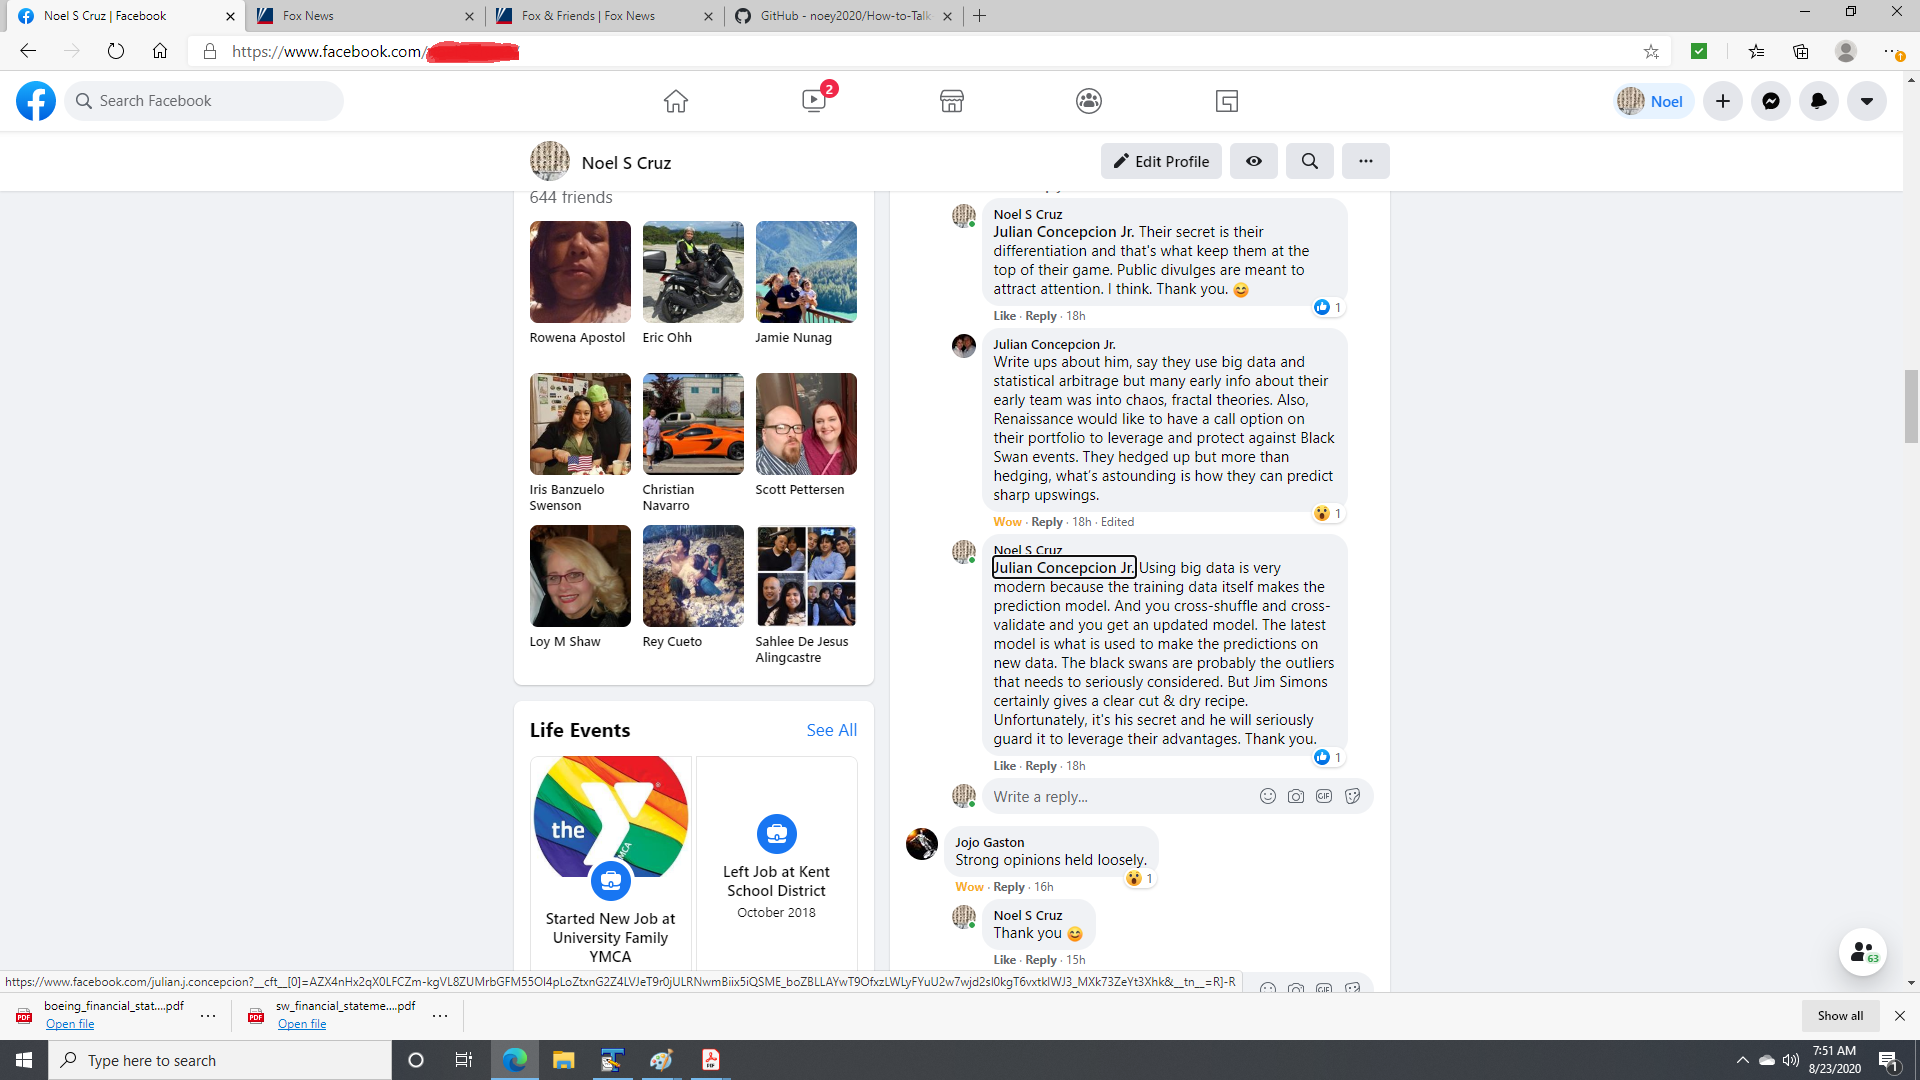 Noel S Cruz | Facebook
Fox News
Fox & Friends | Fox News
GitHub - noey2020/How-to-Talk
https://www.facebook.com/
Search Facebook
2
Noel
Noel S Cruz
Edit Profile
644 friends
Rowena Apostol
Eric Ohh
Jamie Nunag
Iris Banzuelo
Swenson
Christian
Navarro
Scott Pettersen
Loy M Shaw
Rey Cueto
Sahlee De Jesus
Alingcastre
Life Events
See All
the
YMCA
Started New Job at
University Family
YMCA
Left Job at Kent
School District
October 2018
Noel S Cruz
Julian Concepcion Jr. Their secret is their
differentiation and that's what keep them at the
top of their game. Public divulges are meant to
attract attention. I think. Thank you. 😊
1
Like · Reply · 18h
Julian Concepcion Jr.
Write ups about him, say they use big data and
statistical arbitrage but many early info about their
early team was into chaos, fractal theories. Also,
Renaissance would like to have a call option on
their portfolio to leverage and protect against Black
Swan events. They hedged up but more than
hedging, what's astounding is how they can predict
sharp upswings.
1
Wow · Reply · 18h · Edited
Noel S Cruz
Julian Concepcion Jr. Using big data is very
modern because the training data itself makes the
prediction model. And you cross-shuffle and cross-
validate and you get an updated model. The latest
model is what is used to make the predictions on
new data. The black swans are probably the outliers
that needs to seriously considered. But Jim Simons
certainly gives a clear cut & dry recipe.
Unfortunately, it's his secret and he will seriously
guard it to leverage their advantages. Thank you.
1
Like · Reply · 18h
Write a reply...
GIF
Jojo Gaston
Strong opinions held loosely.
1
Wow · Reply · 16h
Noel S Cruz
Thank you 😊
Like · Reply · 15h
63
boeing_financial_stat....pdf
Open file
sw_financial_stateme....pdf
Open file
Show all
Type here to search
7:51 AM
8/23/2020
1